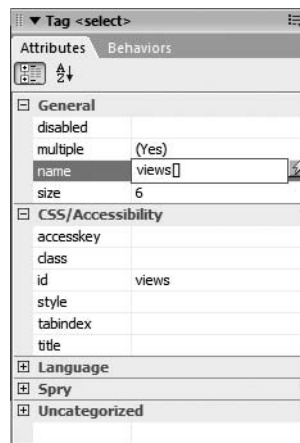 Tag <select>
Attributes Behaviors
General
disabled
multiple (Yes)
name views[]
size 6
CSS/Accessibility
accesskey
class
id views
style
tabindex
title
Language
Spry
Uncategorized